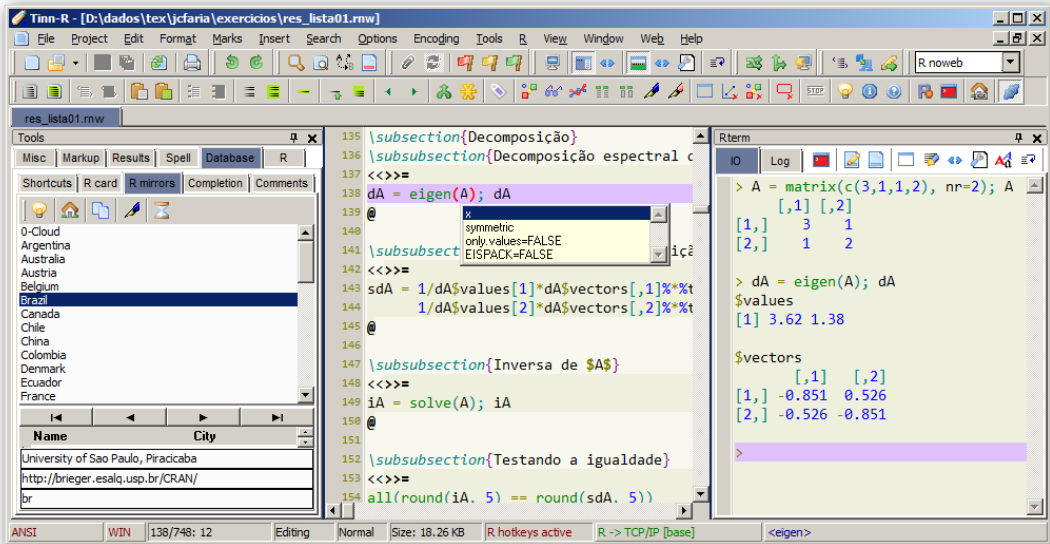 Tinn-R - [D:\dados\tex\jcfaria\exercicios\res_lista01.rnw]
File Project Edit Format Marks Insert Search Options Encoding Tools R View Window Web Help
R noweb
STOP
res_lista01.rnw
Tools
Misc Markup Results Spell Database R
Shortcuts R card R mirrors Completion Comments
0-Cloud
Argentina
Australia
Austria
Belgium
Brazil
Canada
Chile
China
Colombia
Denmark
Ecuador
France
Name City
University of Sao Paulo, Piracicaba
http://brieger.esalq.usp.br/CRAN/
br
135 \subsection{Decomposição}
136 \subsubsection{Decomposição espectral
137 <<>>=
138 dA = eigen(A); dA
139 @
x
symmetric
only.values=FALSE
EISPACK=FALSE
140
141 \subsubsect
142 <<>>=
143 sdA = 1/dA$values[1]*dA$vectors[,1]%*%t
144 1/dA$values[2]*dA$vectors[,2]%*%t
145 @
146
147 \subsubsection{Inversa de $A$}
148 <<>>=
149 iA = solve(A); iA
150 @
151
152 \subsubsection{Testando a igualdade}
153 <<>>=
154 all(round(iA, 5) == round(sdA, 5))
Rterm
IO Log
> A = matrix(c(3,1,1,2), nr=2); A
[,1] [,2]
[1,] 3 1
[2,] 1 2
> dA = eigen(A); dA
$values
[1] 3.62 1.38
$vectors
[,1] [,2]
[1,] -0.851 0.526
[2,] -0.526 -0.851
>
ANSI WIN 138/748: 12 Editing Normal Size: 18.26 KB R hotkeys active R -> TCP/IP [base] <eigen>